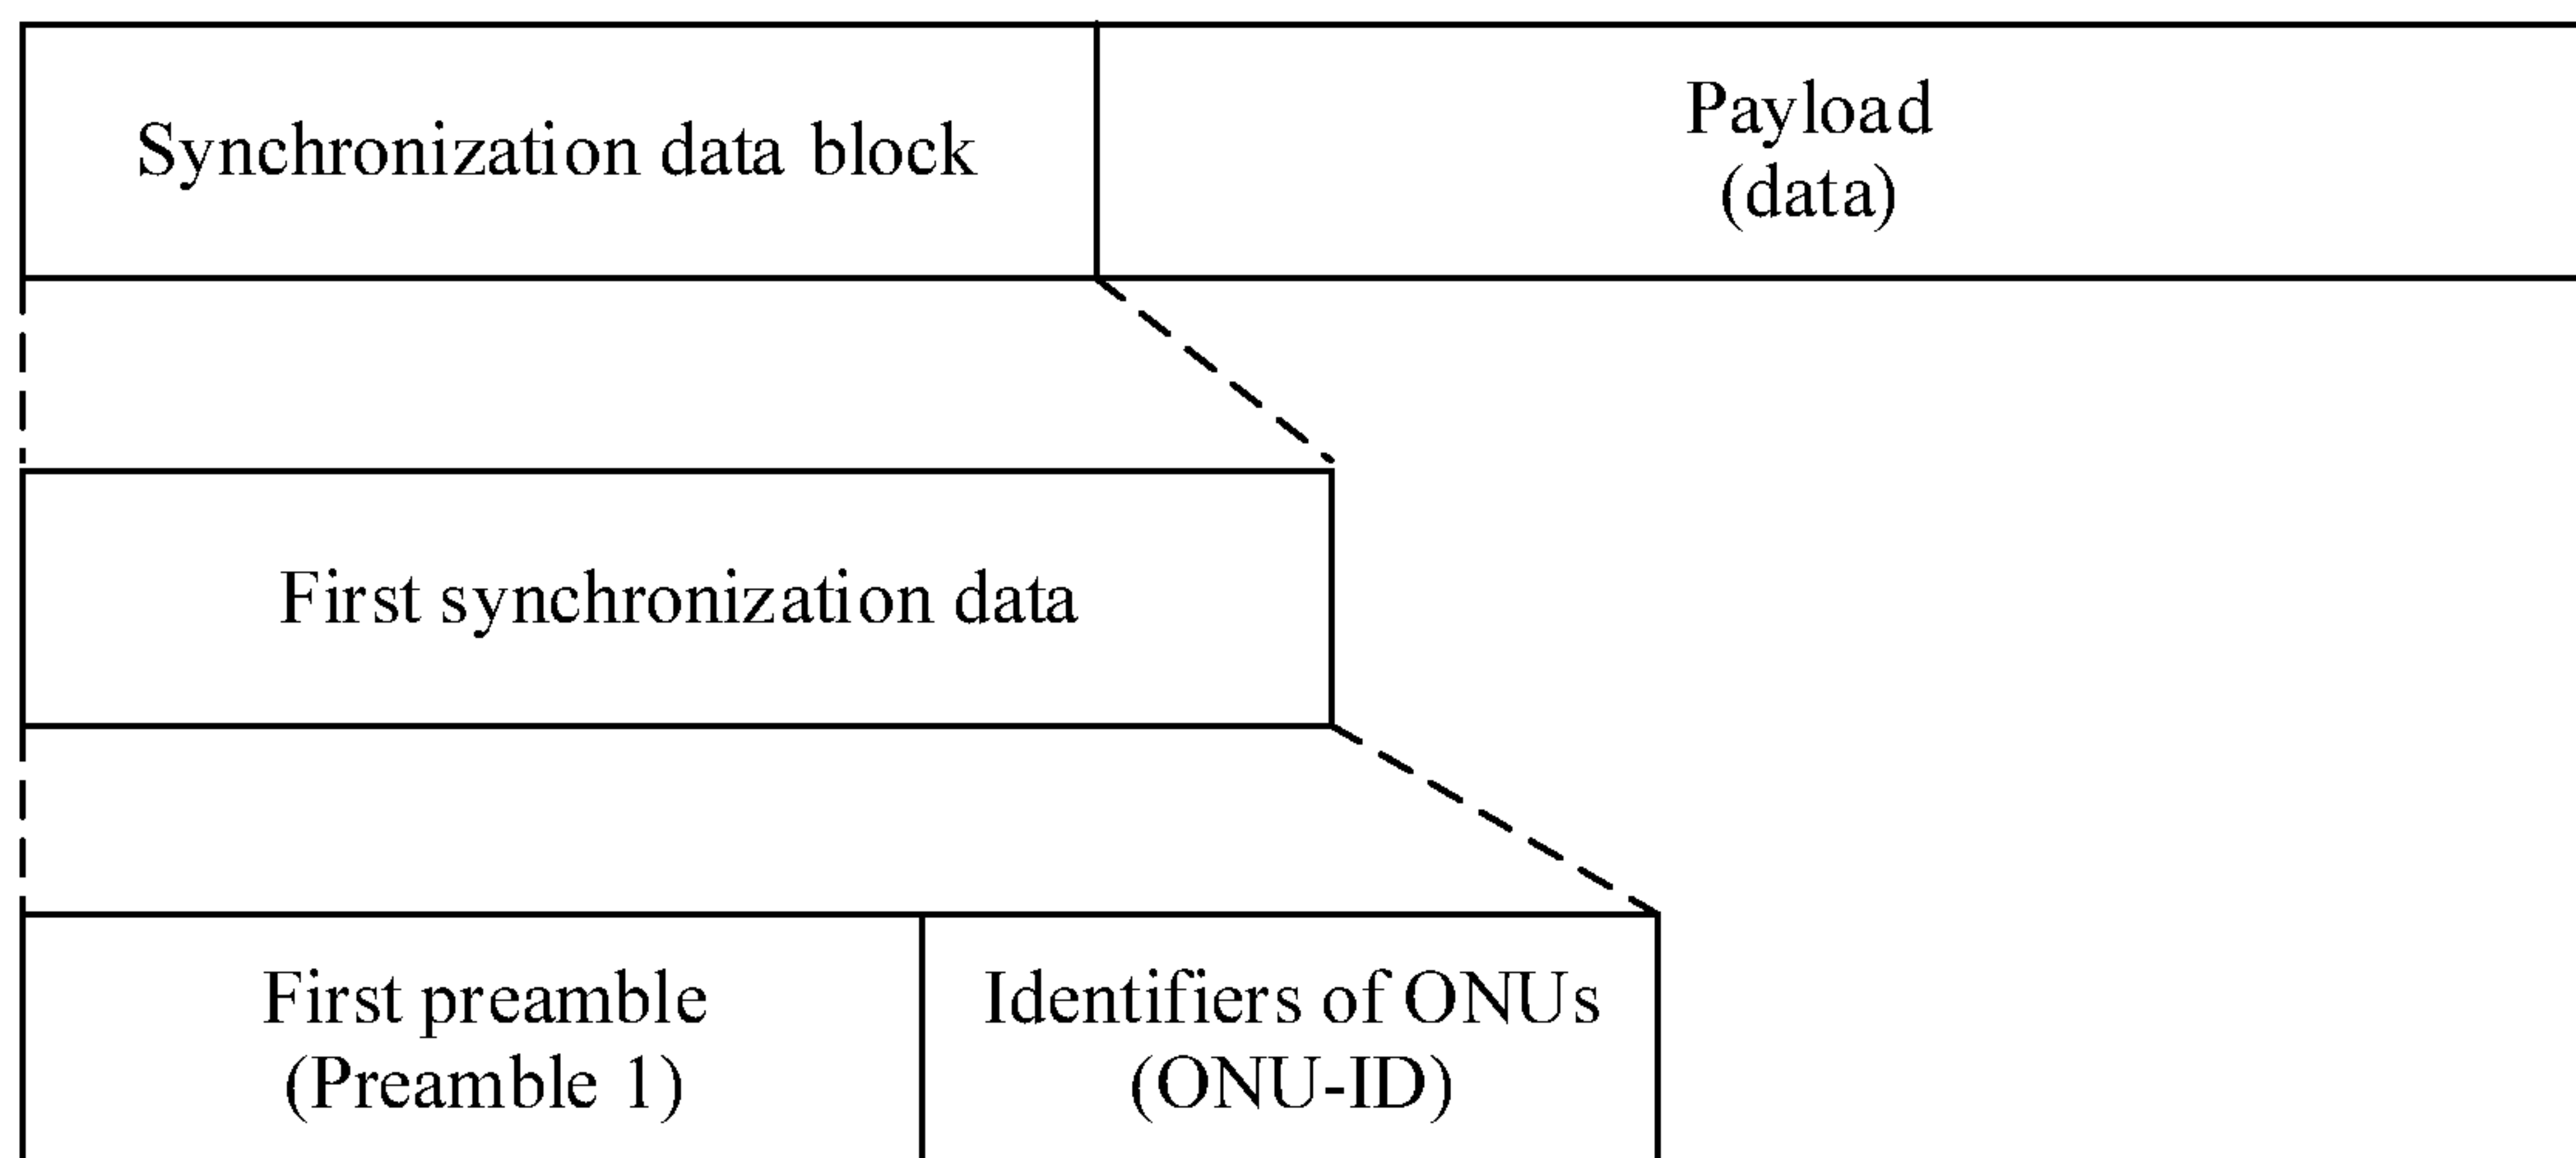 Synchronization data block
Payload
(data)
First synchronization data
First preamble
(Preamble 1)
Identifiers of ONUs
(ONU-ID)